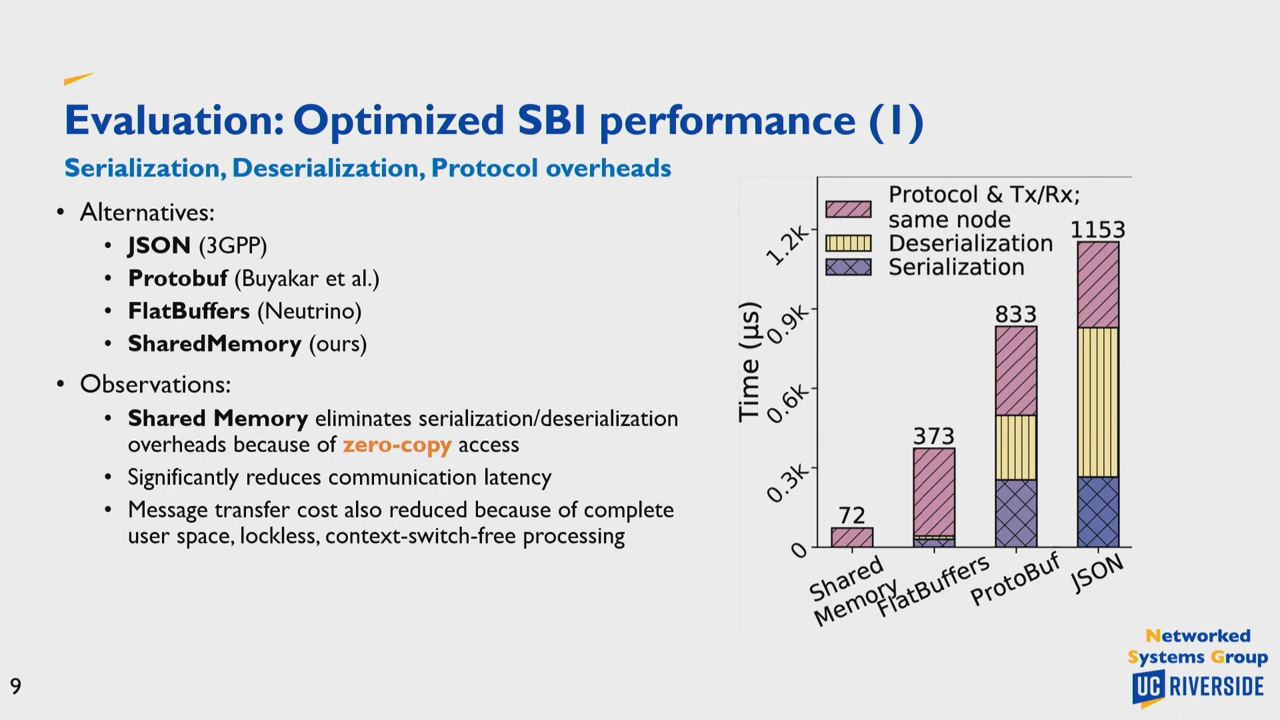 Evaluation: Optimized SBI performance (1)
Serialization, Deserialization, Protocol overheads
• Alternatives:
• JSON (3GPP)
• Protobuf (Buyakar et al.)
• FlatBuffers (Neutrino)
• SharedMemory (ours)
• Observations:
• Shared Memory eliminates serialization/deserialization
overheads because of zero-copy access
• Significantly reduces communication latency
• Message transfer cost also reduced because of complete
user space, lockless, context-switch-free processing
Protocol & Tx/Rx;
same node
Deserialization
Serialization
Time (μs)
1.2k
0.9k
0.6k
0.3k
0
72
373
833
1153
Shared
Memory
FlatBuffers
ProtoBuf
JSON
Networked
Systems Group
UC RIVERSIDE
9